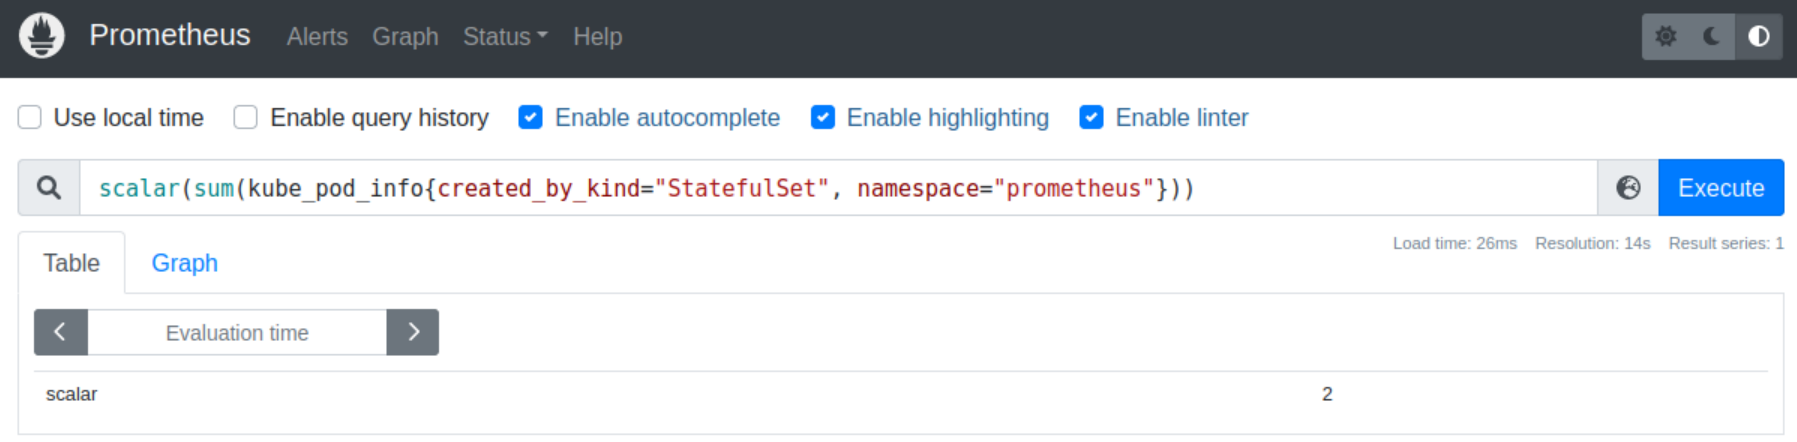 Prometheus Alerts Graph Status Help
Use local time Enable query history Enable autocomplete Enable highlighting Enable linter
scalar(sum(kube_pod_info{created_by_kind="StatefulSet", namespace="prometheus"})) Execute
Load time: 26ms Resolution: 14s Result series: 1
Table Graph
Evaluation time
scalar 2